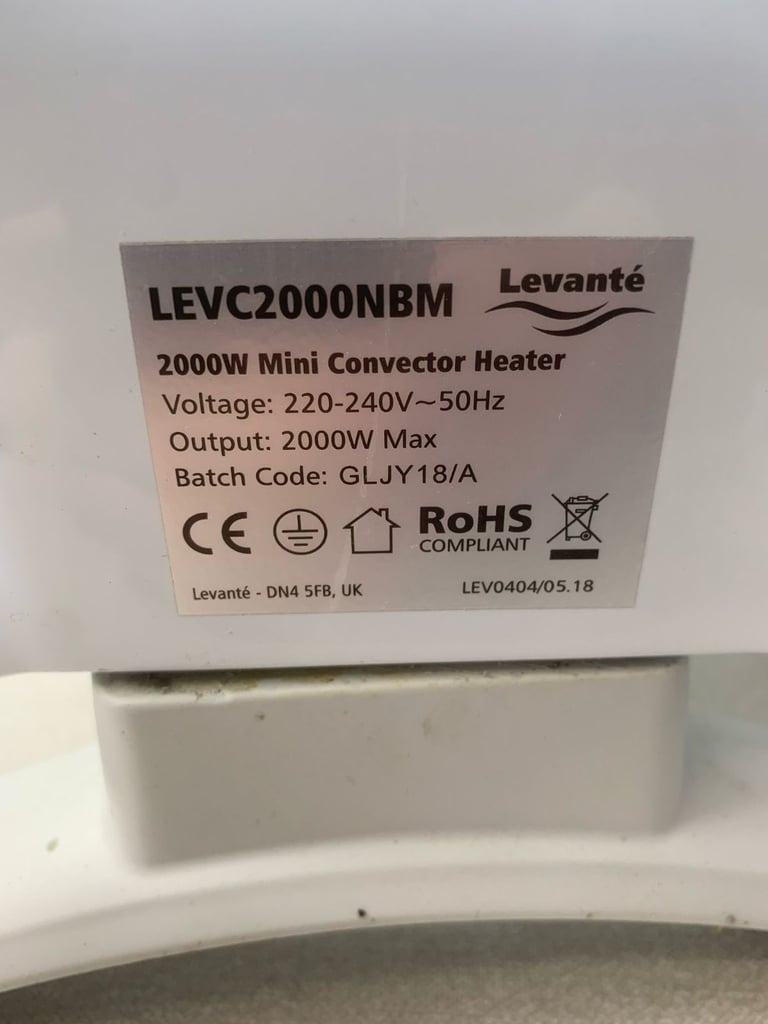 LEVC2000NBM
Levanté
2000W Mini Convector Heater
Voltage: 220-240V~50Hz
Output: 2000W Max
Batch Code: GLJY18/A
CE
RoHS
COMPLIANT
Levanté - DN4 5FB, UK
LEV0404/05.18